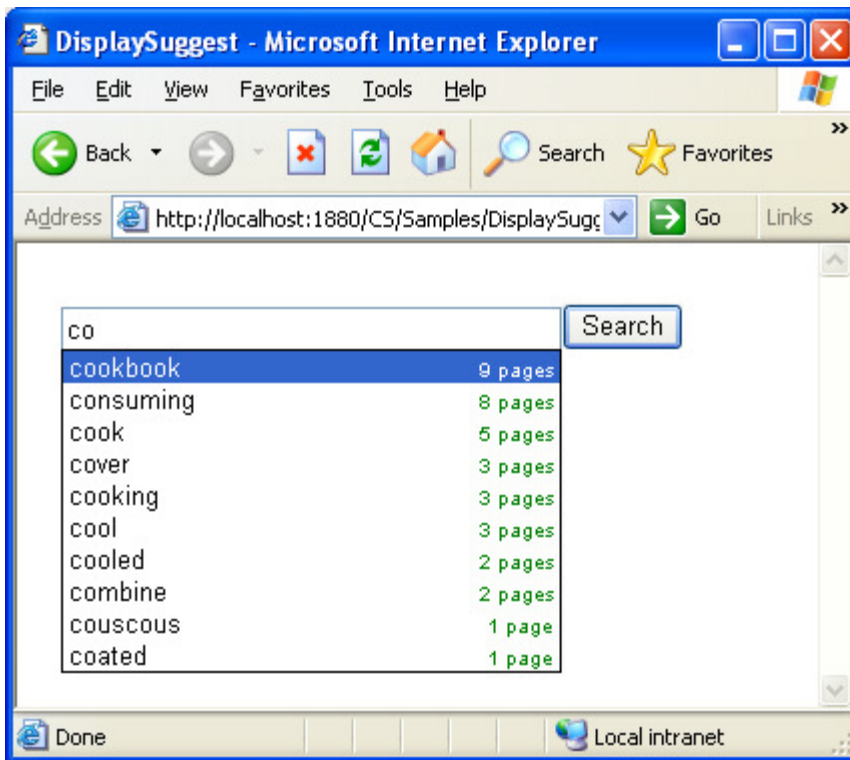 DisplaySuggest - Microsoft Internet Explorer
File Edit View Favorites Tools Help
Back Search Favorites »
Address http://localhost:1880/CS/Samples/DisplaySugg Go Links »
co Search
cookbook 9 pages
consuming 8 pages
cook 5 pages
cover 3 pages
cooking 3 pages
cool 3 pages
cooled 2 pages
combine 2 pages
couscous 1 page
coated 1 page
Done Local intranet